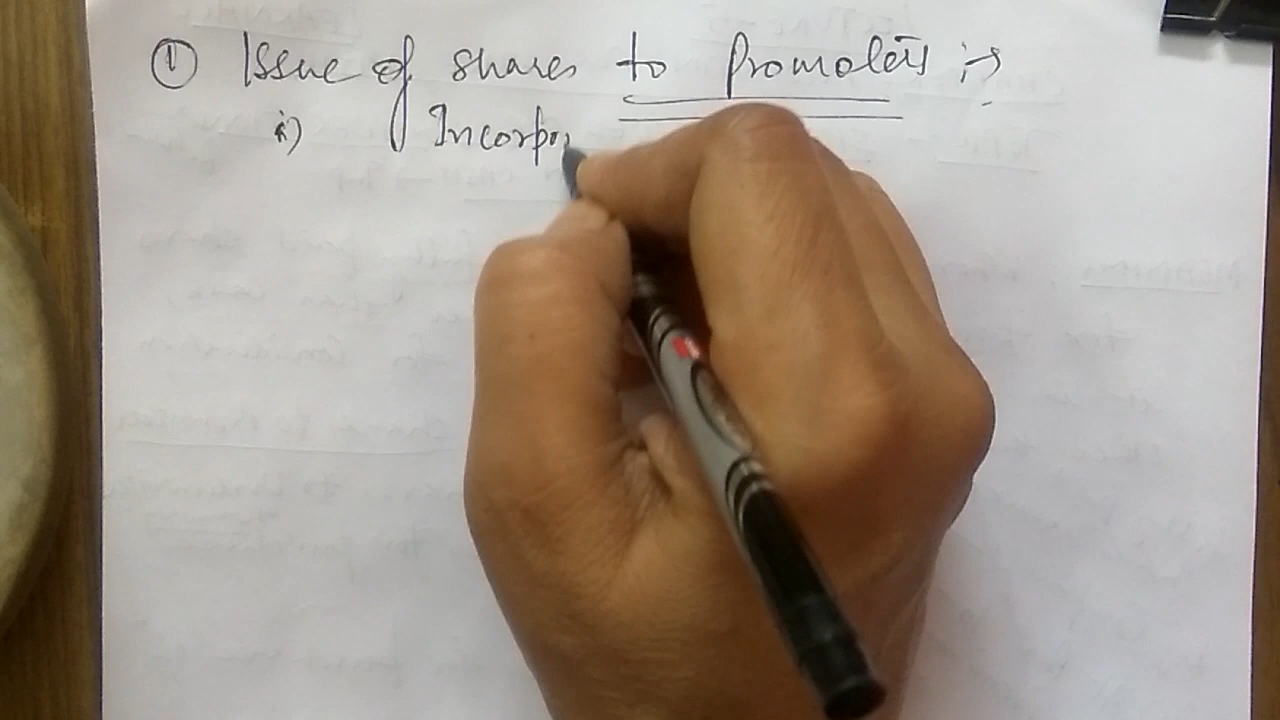 ① Issue of shares to Promoters :-
i) Incorpo